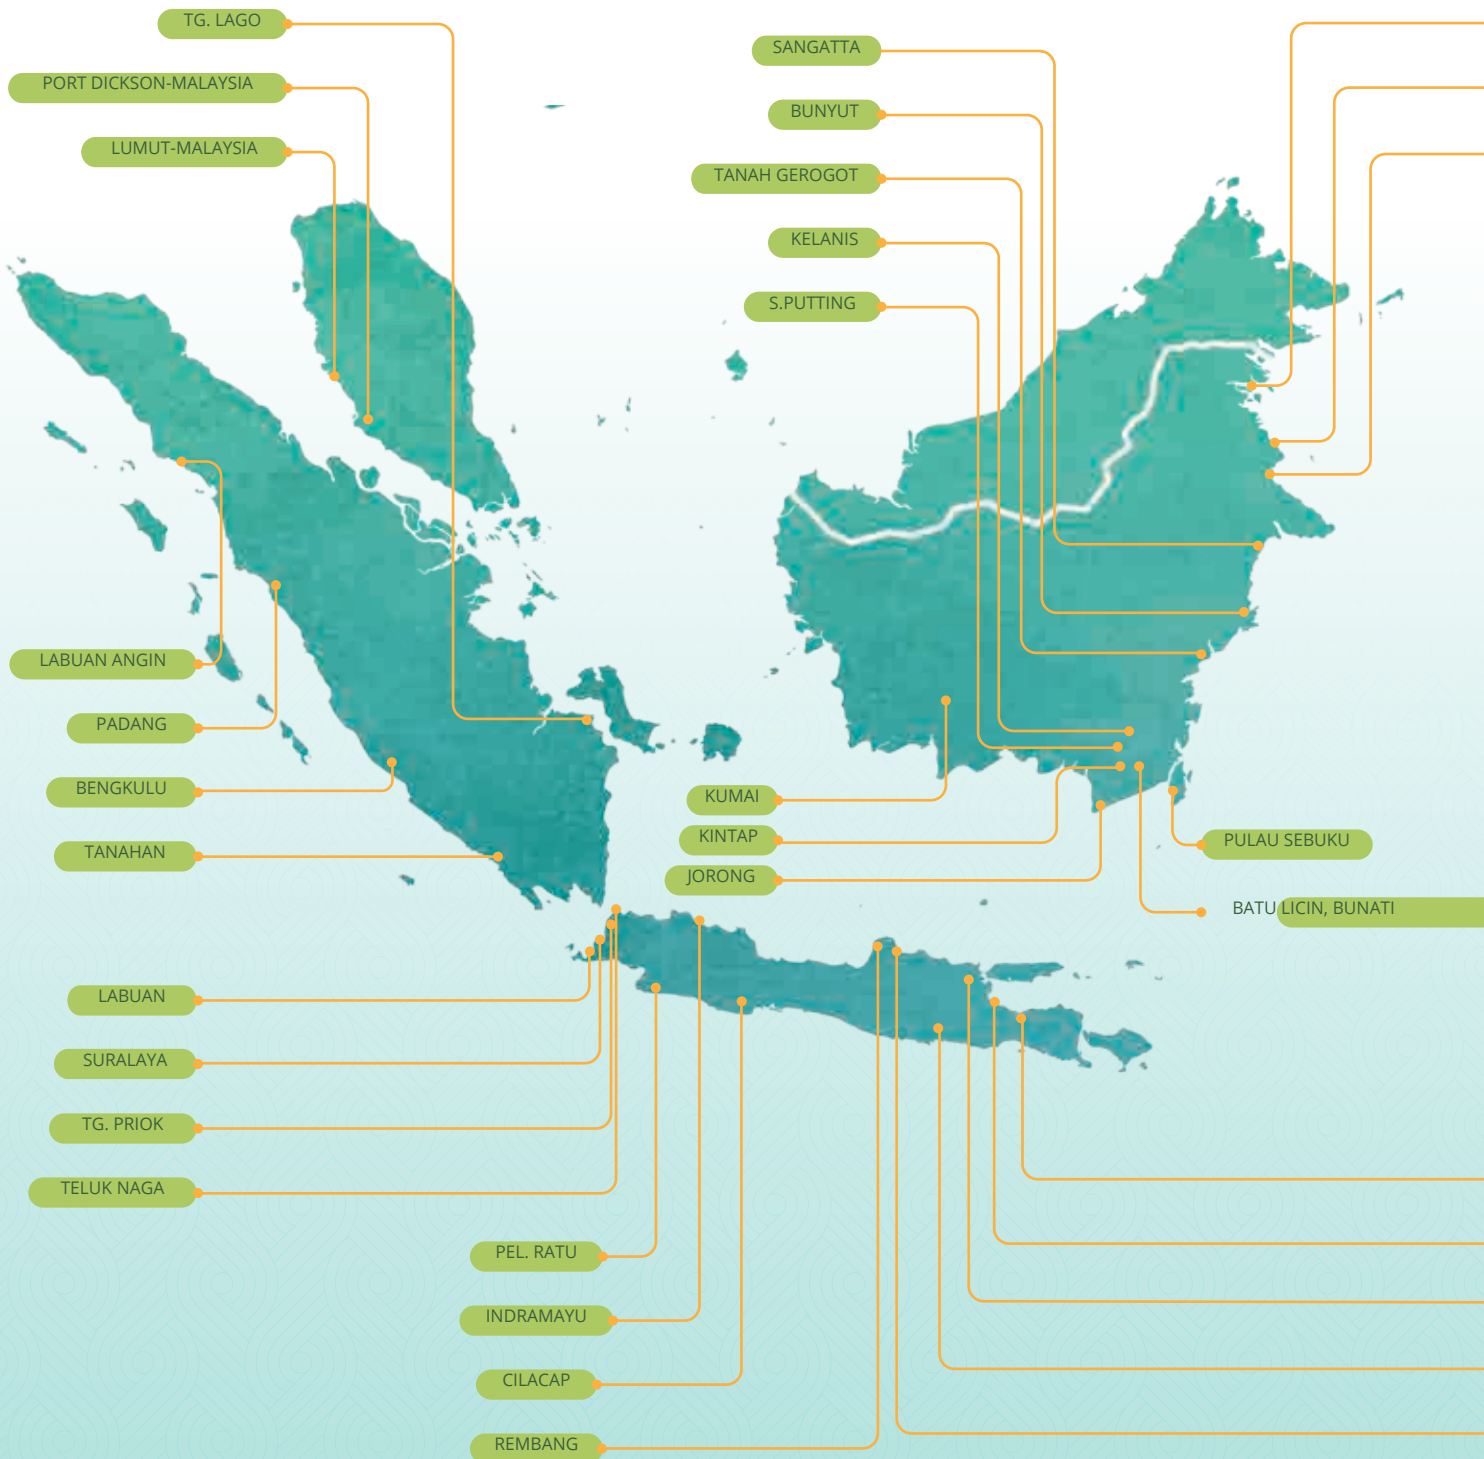 TG. LAGO
PORT DICKSON-MALAYSIA
LUMUT-MALAYSIA
SANGATTA
BUNYUT
TANAH GEROGOT
KELANIS
S.PUTTING
LABUAN ANGIN
PADANG
BENGKULU
TANAHAN
KUMAI
KINTAP
JORONG
PULAU SEBUKU
BATU LICIN, BUNATI
LABUAN
SURALAYA
TG. PRIOK
TELUK NAGA
PEL. RATU
INDRAMAYU
CILACAP
REMBANG